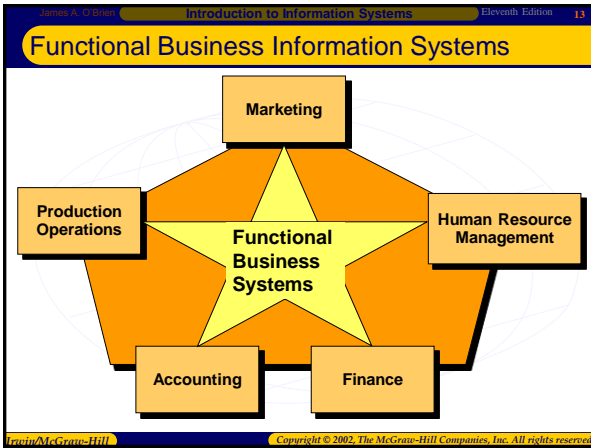 James A. O'Brien Introduction to Information Systems Eleventh Edition 13
Functional Business Information Systems
Marketing
Production
Operations
Human Resource
Management
Functional
Business
Systems
Accounting
Finance
Irwin/McGraw-Hill Copyright © 2002, The McGraw-Hill Companies, Inc. All rights reserved